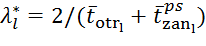 λ*_l = 2/(t̄_otr_l + t̄^ps_zan_l)